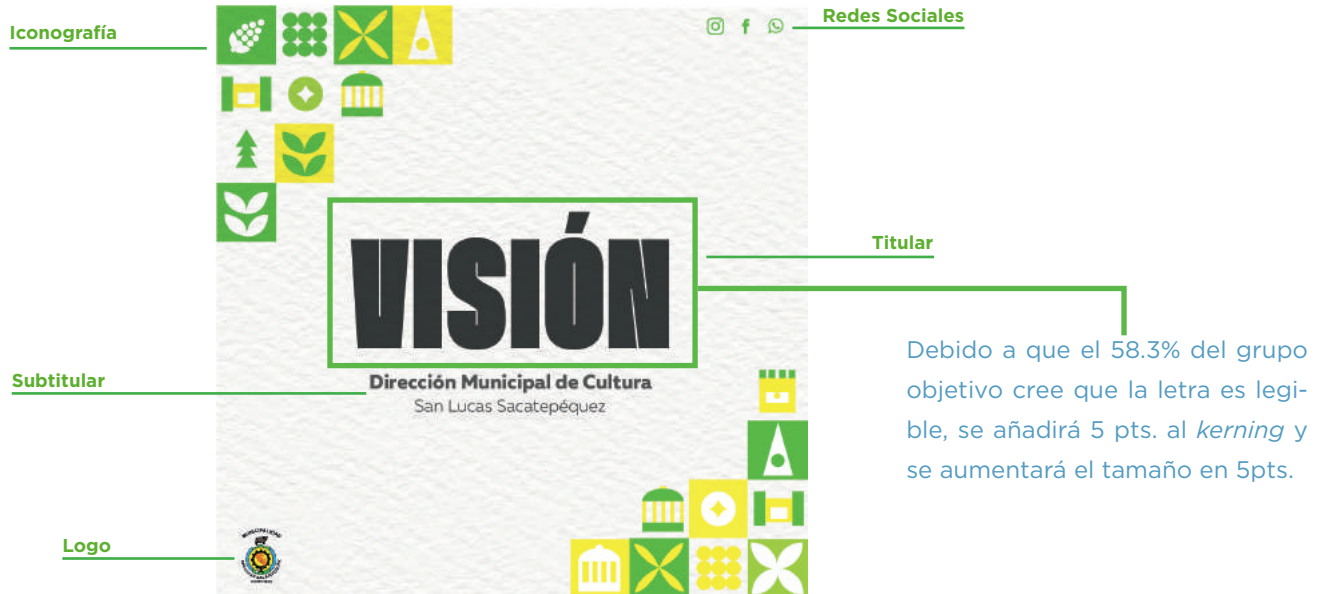 Iconografía
Redes Sociales
VISIÓN
Titular
Debido a que el 58.3% del grupo
objetivo cree que la letra es legi-
ble, se añadirá 5 pts. al kerning y
se aumentará el tamaño en 5pts.
Subtitular
Dirección Municipal de Cultura
San Lucas Sacatepéquez
Logo
MUNICIPALIDAD